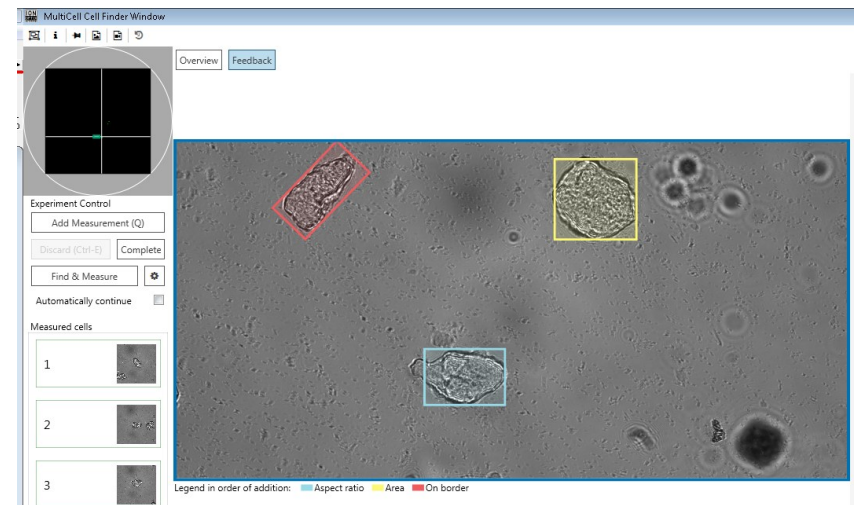 MultiCell Cell Finder Window
Overview
Feedback
Experiment Control
Add Measurement (Q)
Discard (Ctrl-E)
Complete
Find & Measure
Automatically continue
Measured cells
1
2
3
Legend in order of addition: Aspect ratio Area On border